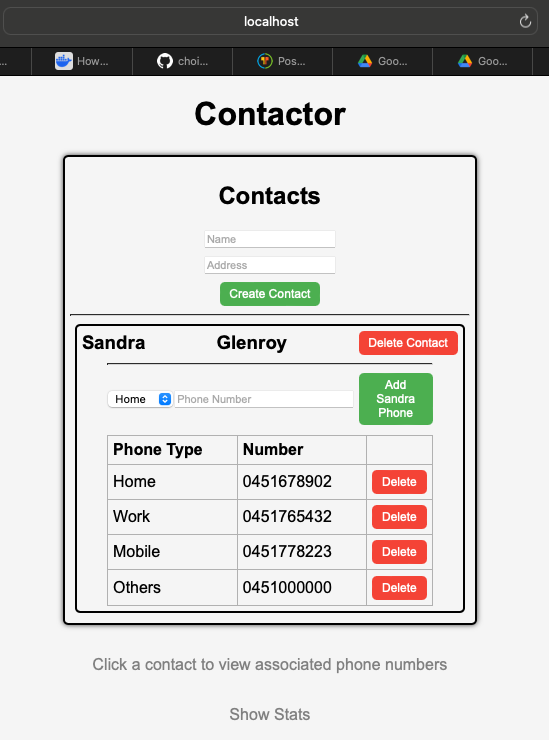 localhost
...
How...
choi...
Pos...
Goo...
Goo...
Contactor
Contacts
Name
Address
Create Contact
Sandra Glenroy Delete Contact
Home Phone Number Add Sandra Phone
Phone Type Number
Home 0451678902 Delete
Work 0451765432 Delete
Mobile 0451778223 Delete
Others 0451000000 Delete
Click a contact to view associated phone numbers
Show Stats